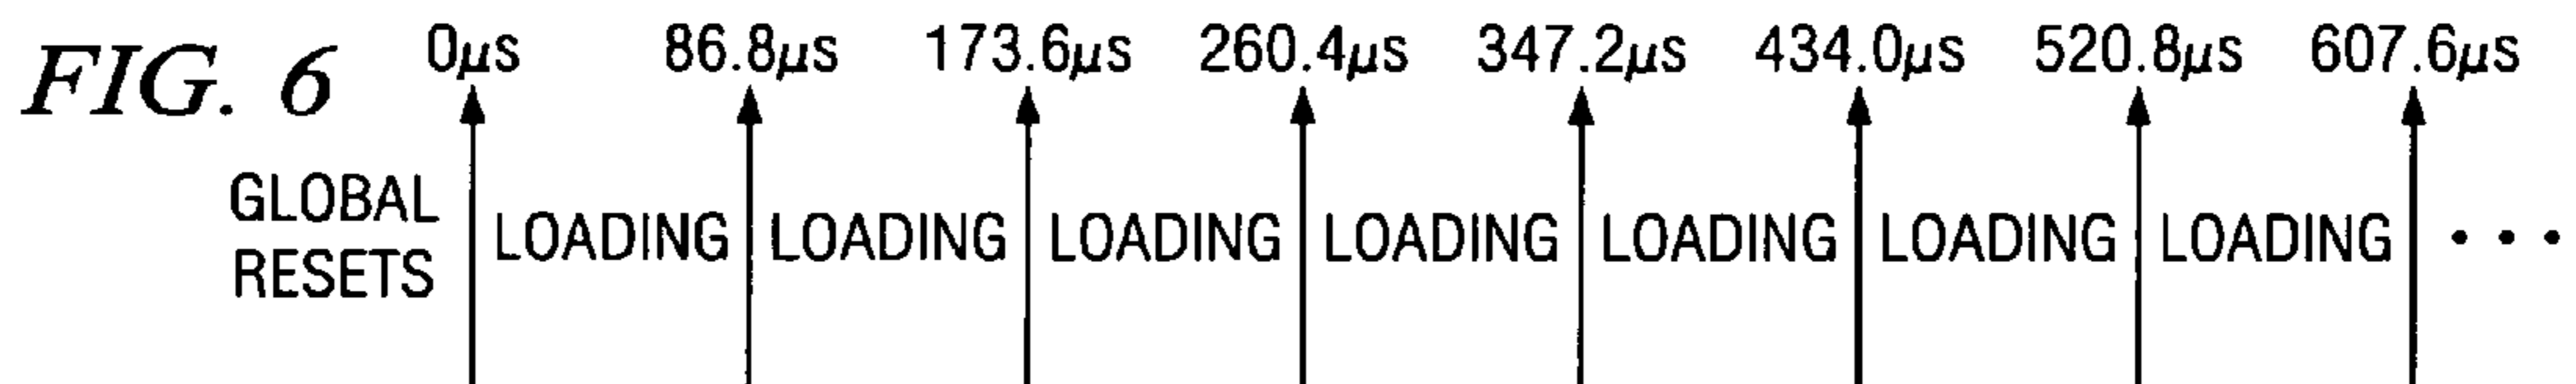 FIG. 6 0μs 86.8μs 173.6μs 260.4μs 347.2μs 434.0μs 520.8μs 607.6μs
GLOBAL
RESETS
LOADING LOADING LOADING LOADING LOADING LOADING LOADING • • •